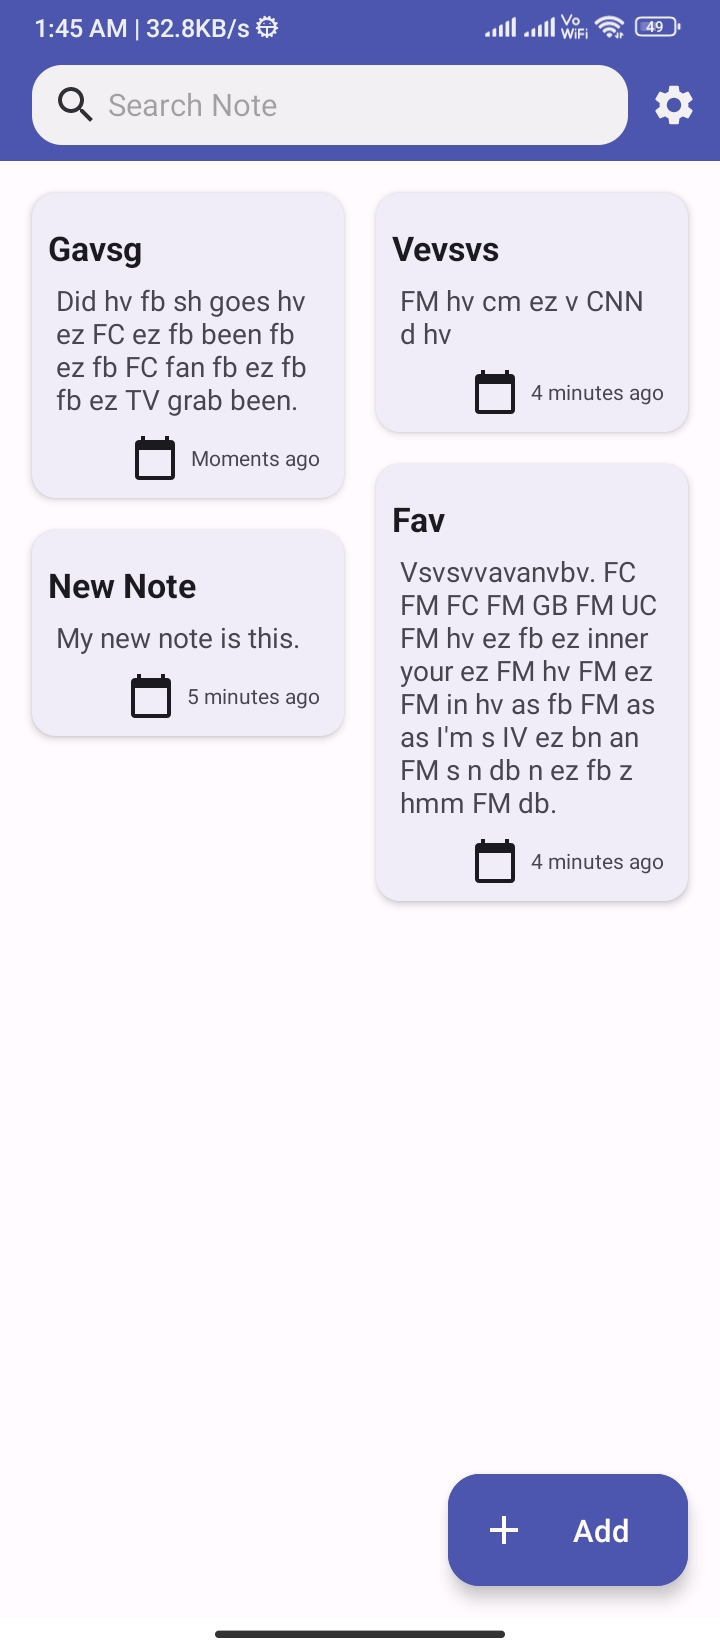 1:45 AM | 32.8KB/s
Vo
WiFi
49
Search Note
Gavsg
Did hv fb sh goes hv
ez FC ez fb been fb
ez fb FC fan fb ez fb
fb ez TV grab been.
Moments ago
Vevsvs
FM hv cm ez v CNN
d hv
4 minutes ago
New Note
My new note is this.
5 minutes ago
Fav
Vsvsvvavanvbv. FC
FM FC FM GB FM UC
FM hv ez fb ez inner
your ez FM hv FM ez
FM in hv as fb FM as
as I'm s IV ez bn an
FM s n db n ez fb z
hmm FM db.
4 minutes ago
Add